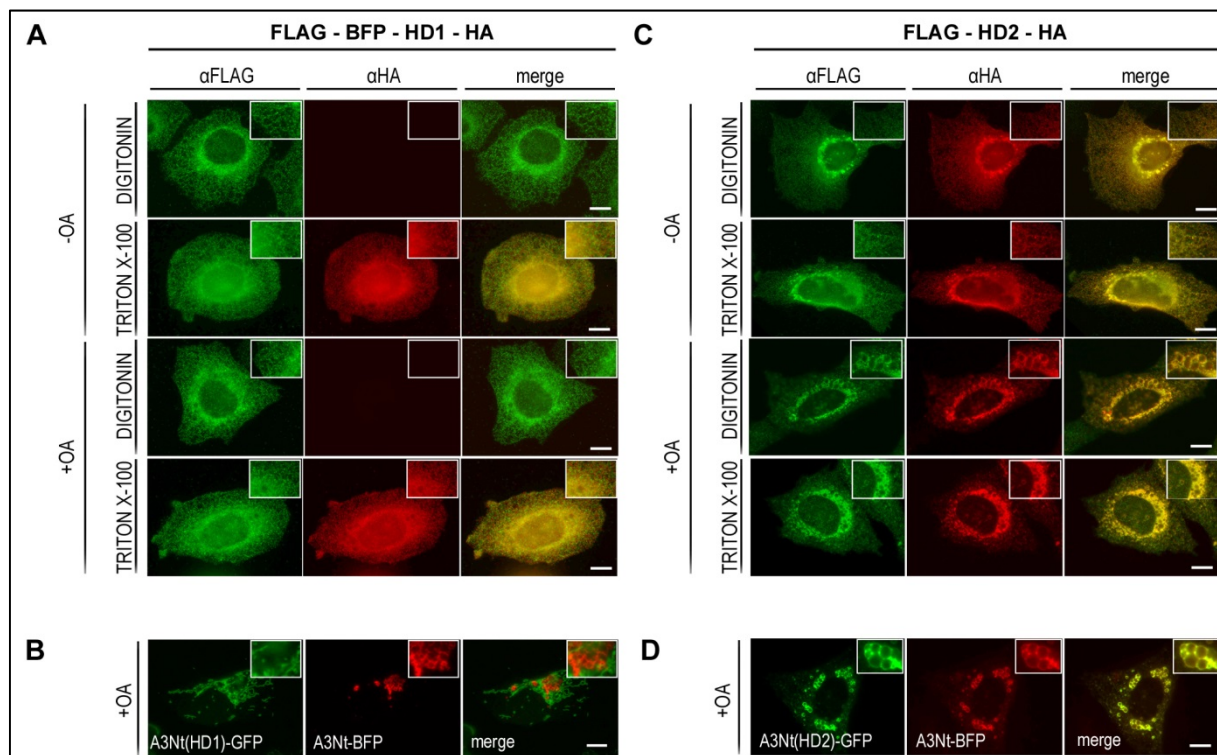 A
FLAG - BFP - HD1 - HA
αFLAG
αHA
merge
-OA
DIGITONIN
TRITON X-100
+OA
DIGITONIN
TRITON X-100
C
FLAG - HD2 - HA
αFLAG
αHA
merge
-OA
DIGITONIN
TRITON X-100
+OA
DIGITONIN
TRITON X-100
B
+OA
A3Nt(HD1)-GFP
A3Nt-BFP
merge
D
+OA
A3Nt(HD2)-GFP
A3Nt-BFP
merge